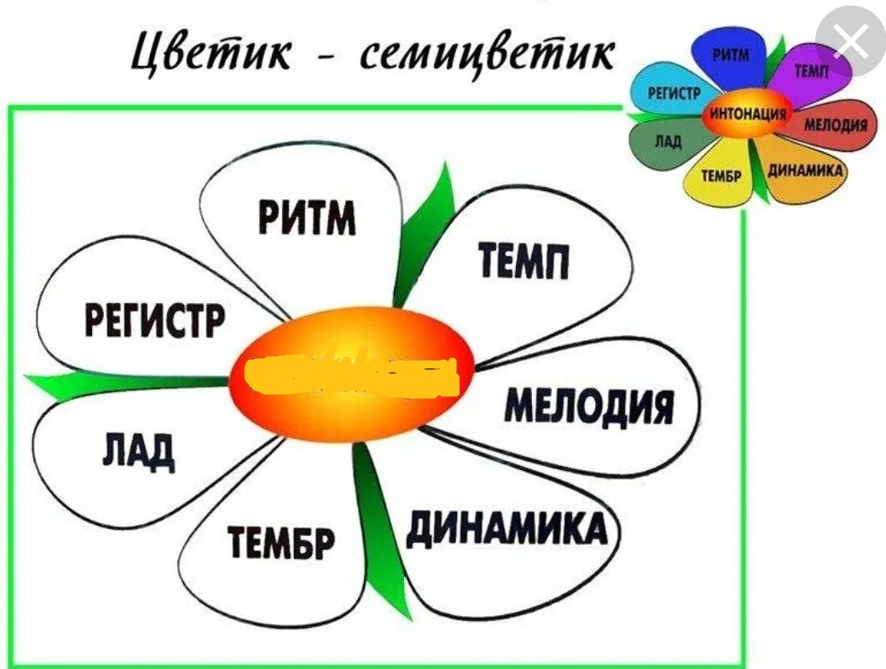 Цветик - семицветик
РИТМ
ТЕМП
РЕГИСТР
ИНТОНАЦИЯ
МЕЛОДИЯ
ЛАД
ТЕМБР
ДИНАМИКА
РИТМ
ТЕМП
РЕГИСТР
МЕЛОДИЯ
ЛАД
ТЕМБР
ДИНАМИКА